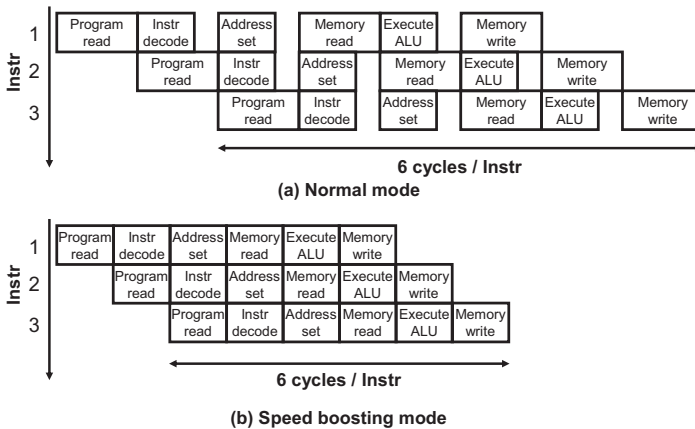 Instr
1
Program read
Instr decode
Address set
Memory read
Execute ALU
Memory write
2
Program read
Instr decode
Address set
Memory read
Execute ALU
Memory write
3
Program read
Instr decode
Address set
Memory read
Execute ALU
Memory write
6 cycles / Instr
(a) Normal mode
Instr
1
Program read
Instr decode
Address set
Memory read
Execute ALU
Memory write
2
Program read
Instr decode
Address set
Memory read
Execute ALU
Memory write
3
Program read
Instr decode
Address set
Memory read
Execute ALU
Memory write
6 cycles / Instr
(b) Speed boosting mode